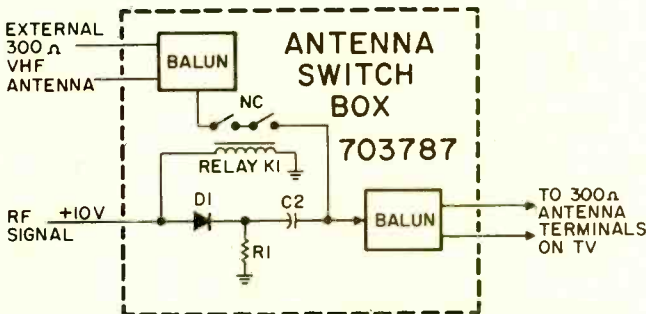 EXTERNAL
300Ω
VHF
ANTENNA
BALUN
ANTENNA
SWITCH
BOX
703787
NC
RELAY K1
RF
SIGNAL
+10V
D1
C2
R1
BALUN
TO 300Ω
ANTENNA
TERMINALS
ON TV